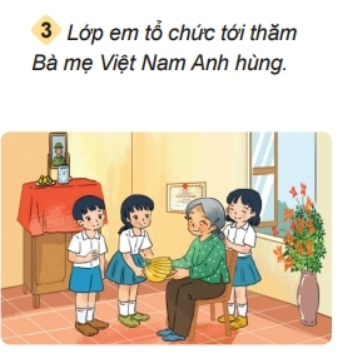 3 Lớp em tổ chức tới thăm
Bà mẹ Việt Nam Anh hùng.